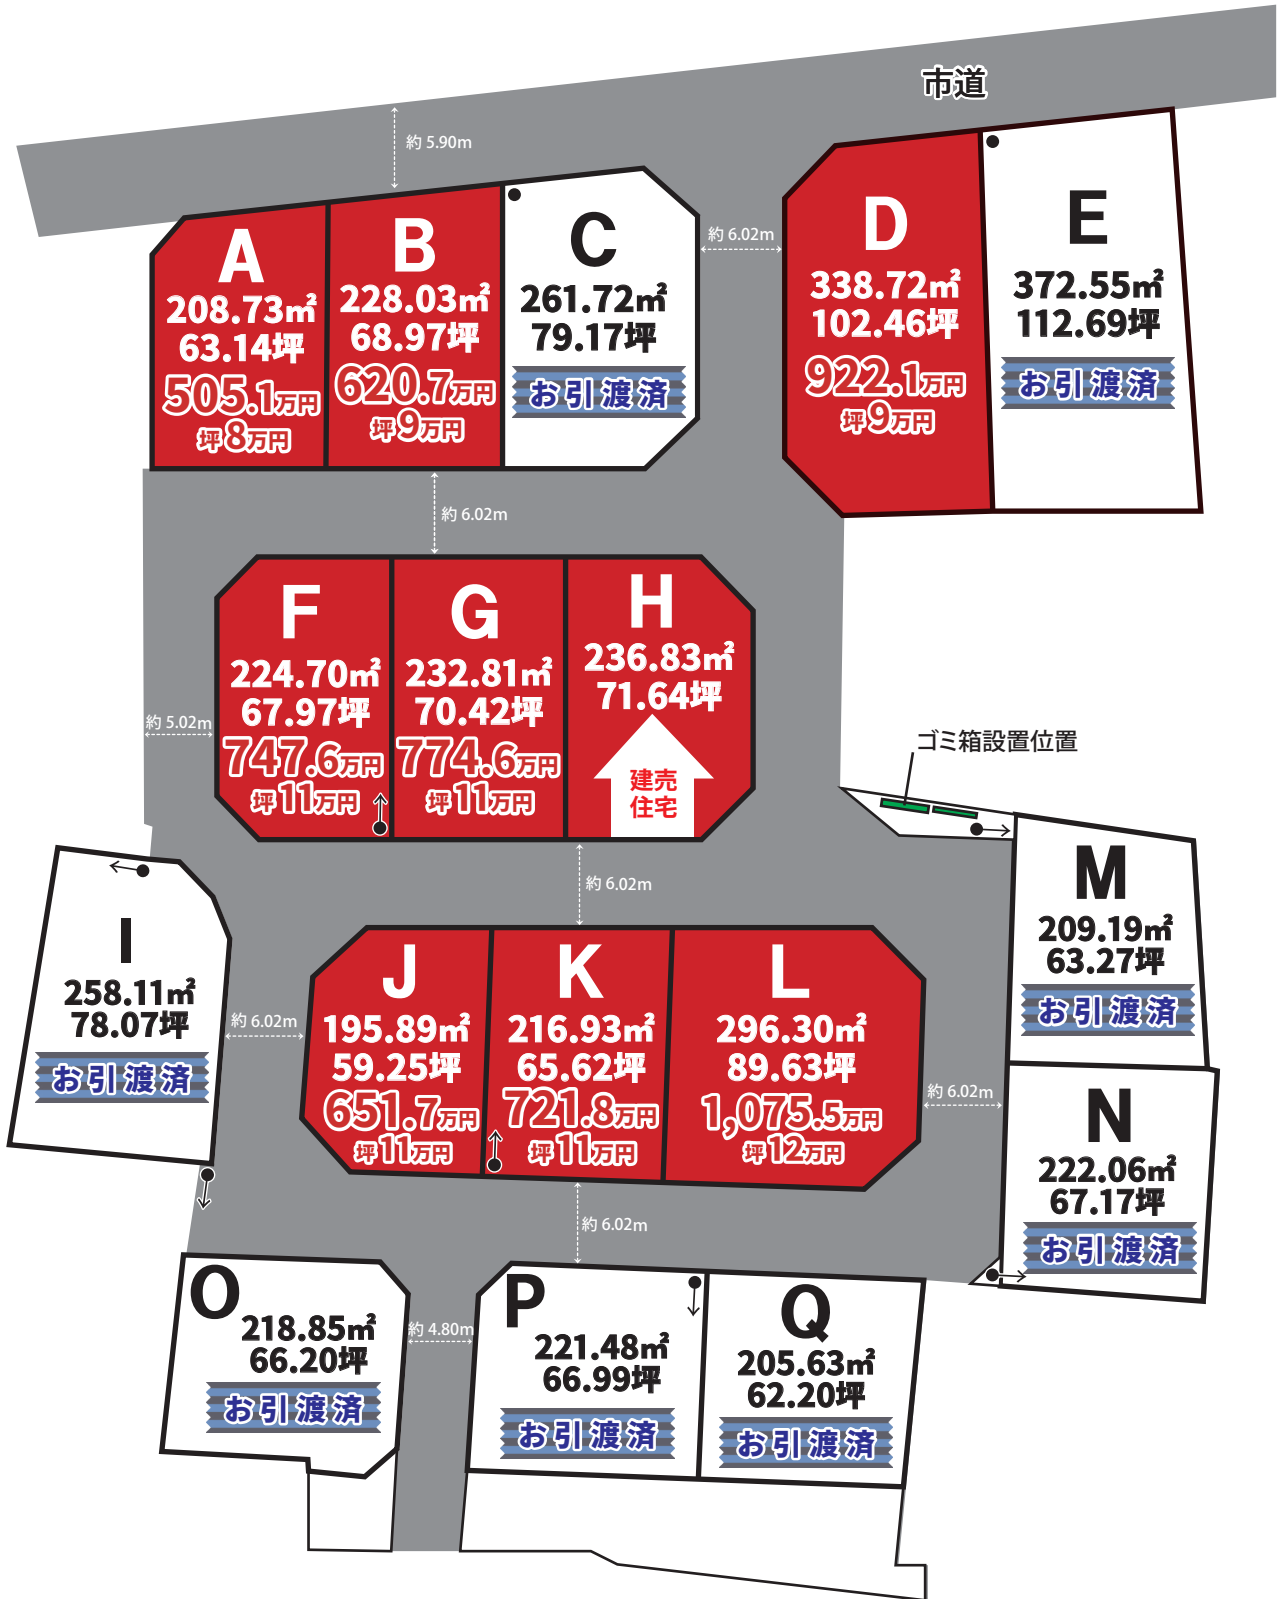 市道
約 5.90m
A
208.73㎡
63.14坪
505.1万円
坪8万円
B
228.03㎡
68.97坪
620.7万円
坪9万円
C
261.72㎡
79.17坪
お引渡済
約 6.02m
D
338.72㎡
102.46坪
922.1万円
坪9万円
E
372.55㎡
112.69坪
お引渡済
約 6.02m
F
224.70㎡
67.97坪
747.6万円
坪11万円
G
232.81㎡
70.42坪
774.6万円
坪11万円
H
236.83㎡
71.64坪
建売
住宅
約 5.02m
ゴミ箱設置位置
約 6.02m
I
258.11㎡
78.07坪
お引渡済
約 6.02m
J
195.89㎡
59.25坪
651.7万円
坪11万円
K
216.93㎡
65.62坪
721.8万円
坪11万円
L
296.30㎡
89.63坪
1,075.5万円
坪12万円
約 6.02m
M
209.19㎡
63.27坪
お引渡済
N
222.06㎡
67.17坪
お引渡済
約 6.02m
O
218.85㎡
66.20坪
お引渡済
約 4.80m
P
221.48㎡
66.99坪
お引渡済
Q
205.63㎡
62.20坪
お引渡済